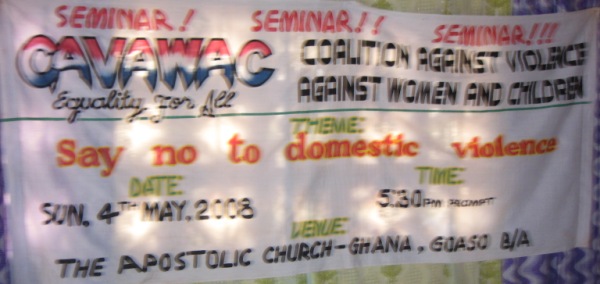 SEMINAR! SEMINAR!! SEMINAR!!!
CAVAWAC
Equality For All
COALITION AGAINST VIOLENCE
AGAINST WOMEN AND CHILDREN
THEME:
Say no to domestic violence
DATE:
SUN. 4TH MAY. 2008
TIME:
5:30PM PROMPT
VENUE:
THE APOSTOLIC CHURCH-GHANA, GOASO B/A